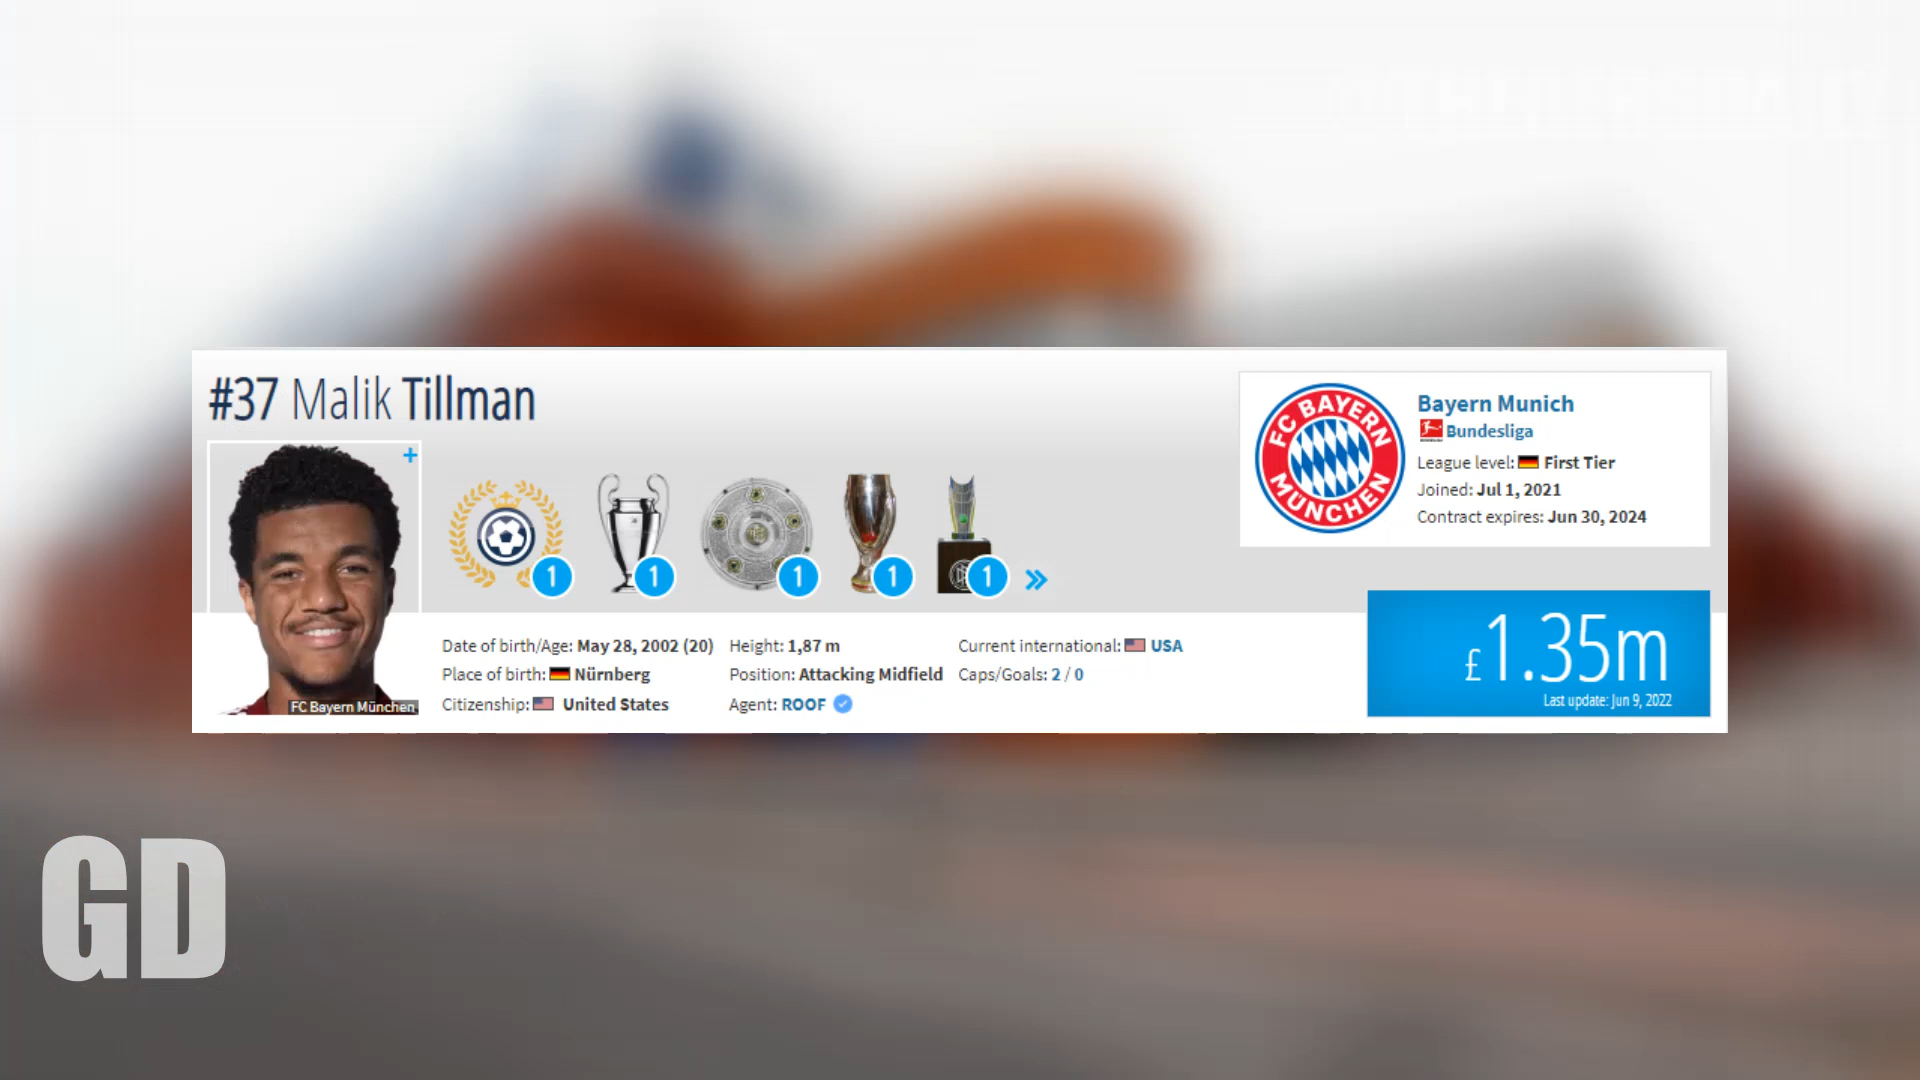 #37 Malik Tillman
+
FC Bayern München
1
1
1
1
1
»
Date of birth/Age: May 28, 2002 (20)
Place of birth: Nürnberg
Citizenship: United States
Height: 1,87 m
Position: Attacking Midfield
Agent: ROOF
Current international: USA
Caps/Goals: 2 / 0
FC BAYERN
MÜNCHEN
Bayern Munich
Bundesliga
League level: First Tier
Joined: Jul 1, 2021
Contract expires: Jun 30, 2024
£1.35m
Last update: Jun 9, 2022
GD